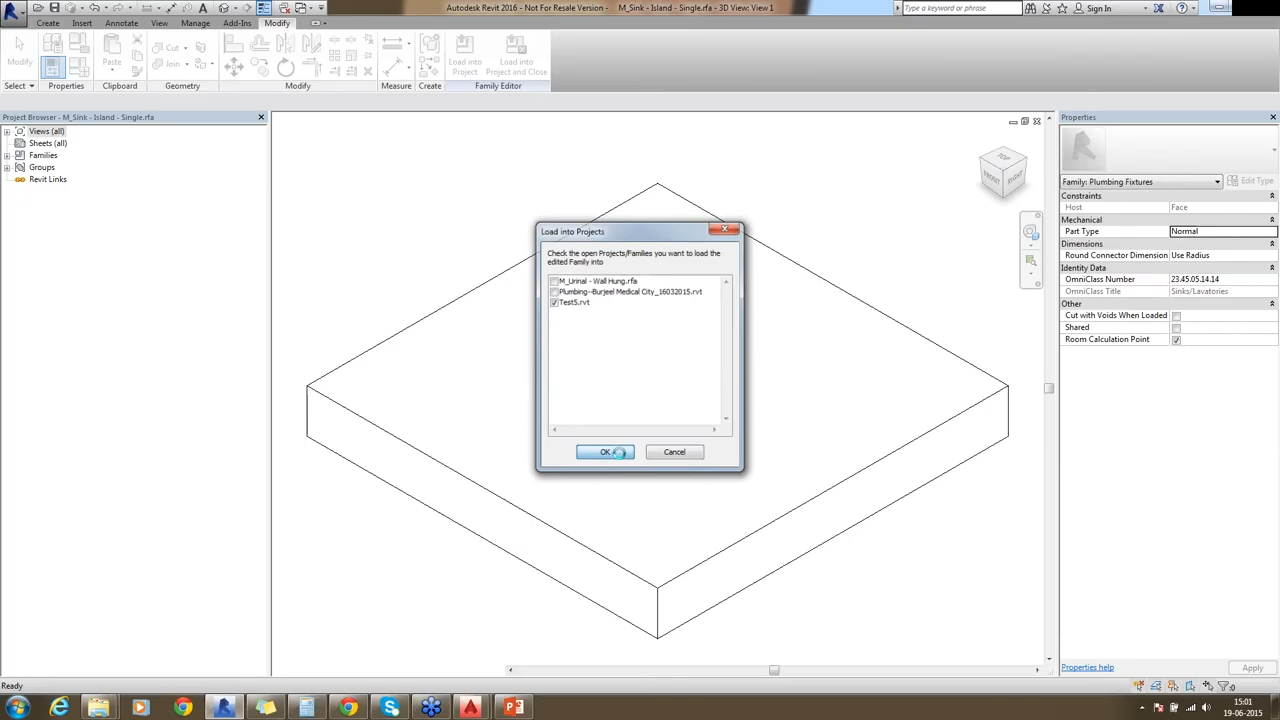 Autodesk Revit 2016 - Not For Resale Version - M_Sink - Island - Single.rfa - 3D View: View 1
Type a keyword or phrase
Sign In
Create Insert Annotate View Manage Add-Ins Modify
Modify
Paste
Cut
Join
Load into Project
Load into Project and Close
Select Properties Clipboard Geometry Modify Measure Create Family Editor
Project Browser - M_Sink - Island - Single.rfa
Views (all)
Sheets (all)
Families
Groups
Revit Links
TOP
FRONT
RIGHT
Load into Projects
Check the open Projects/Families you want to load the
edited Family into
M_Urinal - Wall Hung.rfa
Plumbing--Burjeel Medical City_16032015.rvt
Test5.rvt
OK Cancel
Properties
Family: Plumbing Fixtures
Edit Type
Constraints
Host Face
Mechanical
Part Type Normal
Dimensions
Round Connector Dimension Use Radius
Identity Data
OmniClass Number 23.45.05.14.14
OmniClass Title Sinks/Lavatories
Other
Cut with Voids When Loaded
Shared
Room Calculation Point
Properties help Apply
Ready
:0
15:01
19-06-2015